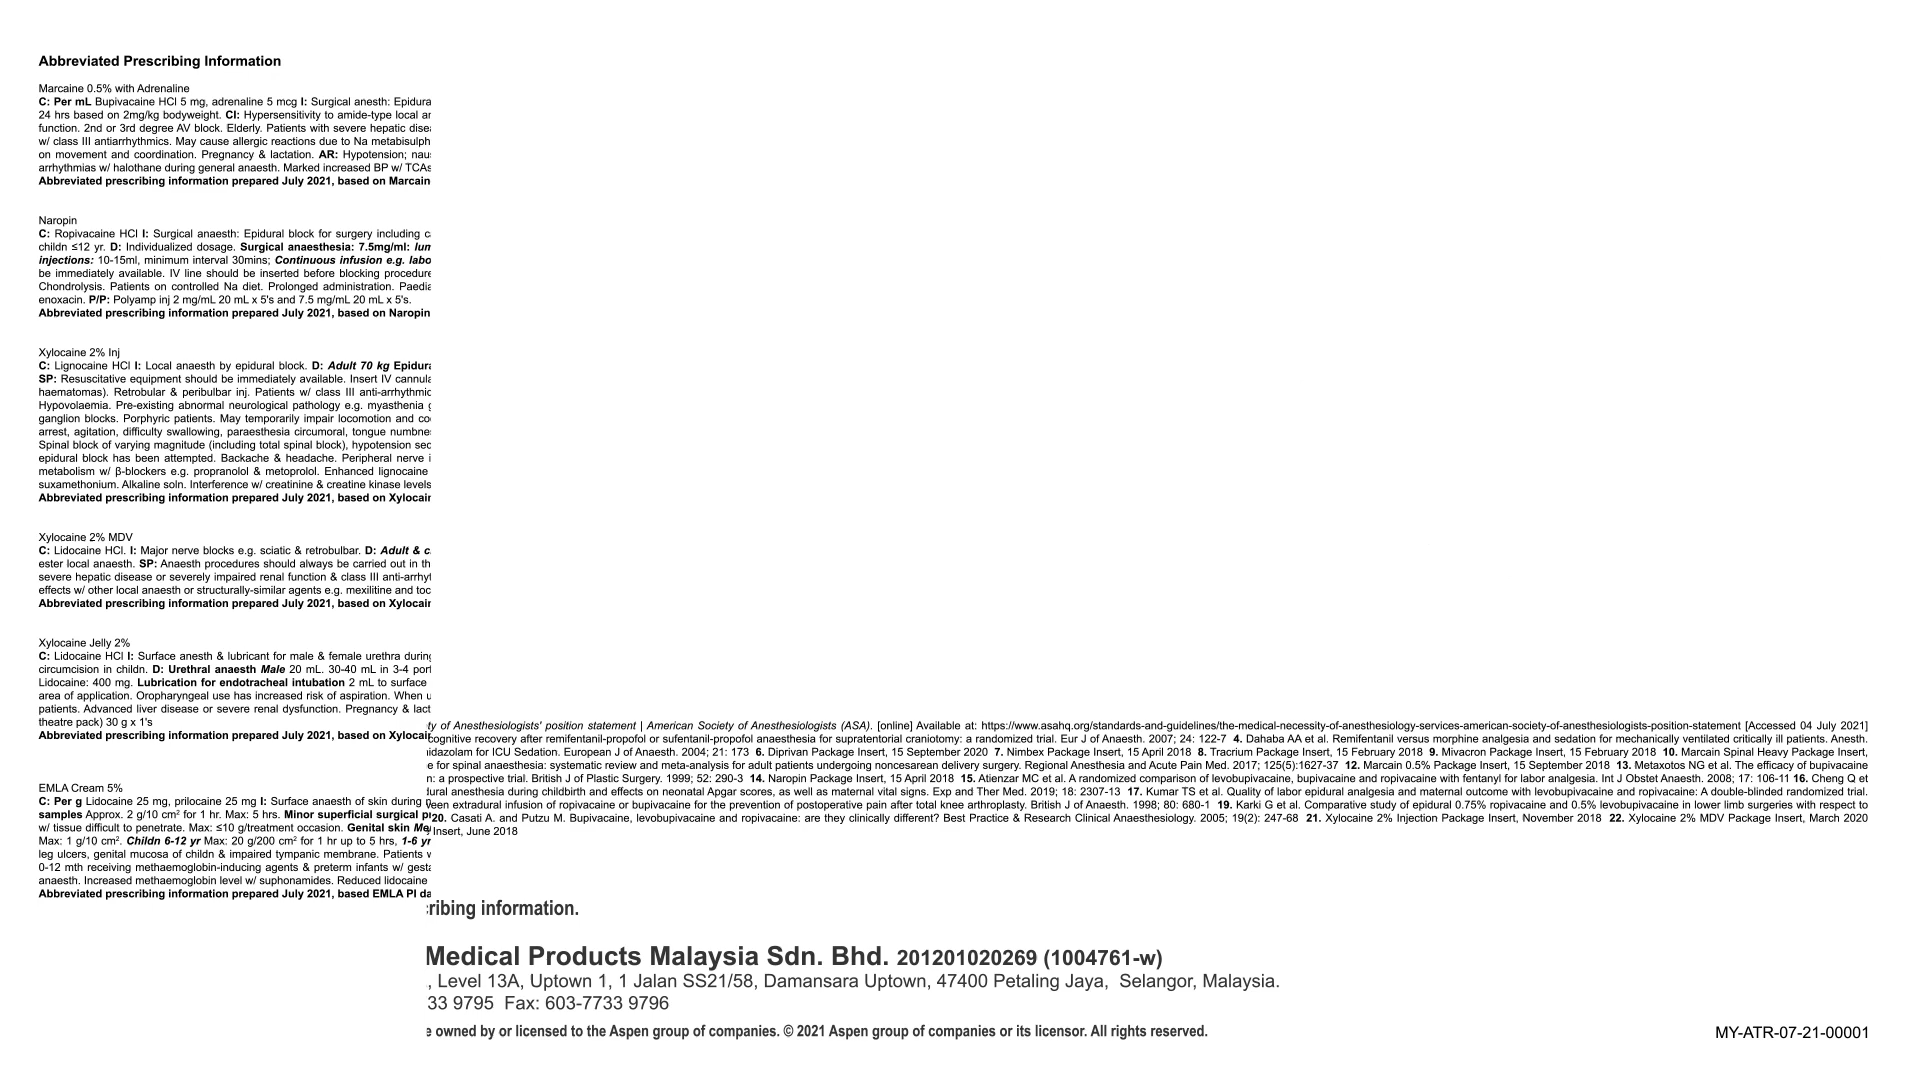 Abbreviated Prescribing Information
Marcaine 0.5% with Adrenaline
C: Per mL Bupivacaine HCl 5 mg, adrenaline 5 mcg I: Surgical anesth: Epidura
24 hrs based on 2mg/kg bodyweight. CI: Hypersensitivity to amide-type local ar
function. 2nd or 3rd degree AV block. Elderly. Patients with severe hepatic disea
w/ class III antiarrhythmics. May cause allergic reactions due to Na metabisulph
on movement and coordination. Pregnancy & lactation. AR: Hypotension; nau
arrhythmias w/ halothane during general anaesth. Marked increased BP w/ TCAs
Abbreviated prescribing information prepared July 2021, based on Marcain
Naropin
C: Ropivacaine HCl I: Surgical anaesth: Epidural block for surgery including c
childn ≤12 yr. D: Individualized dosage. Surgical anaesthesia: 7.5mg/ml: lum
injections: 10-15ml, minimum interval 30mins; Continuous infusion e.g. labo
be immediately available. IV line should be inserted before blocking procedure
Chondrolysis. Patients on controlled Na diet. Prolonged administration. Paedia
enoxacin. P/P: Polyamp inj 2 mg/mL 20 mL x 5's and 7.5 mg/mL 20 mL x 5's.
Abbreviated prescribing information prepared July 2021, based on Naropin
Xylocaine 2% Inj
C: Lignocaine HCl I: Local anaesth by epidural block. D: Adult 70 kg Epidura
SP: Resuscitative equipment should be immediately available. Insert IV cannula
haematomas). Retrobular & peribulbar inj. Patients w/ class III anti-arrhythmic
Hypovolaemia. Pre-existing abnormal neurological pathology e.g. myasthenia
ganglion blocks. Porphyric patients. May temporarily impair locomotion and co
arrest, agitation, difficulty swallowing, paraesthesia circumoral, tongue numbne
Spinal block of varying magnitude (including total spinal block), hypotension sec
epidural block has been attempted. Backache & headache. Peripheral nerve i
metabolism w/ β-blockers e.g. propranolol & metoprolol. Enhanced lignocaine
suxamethonium. Alkaline soln. Interference w/ creatinine & creatine kinase levels
Abbreviated prescribing information prepared July 2021, based on Xylocain
Xylocaine 2% MDV
C: Lidocaine HCl. I: Major nerve blocks e.g. sciatic & retrobulbar. D: Adult & c
ester local anaesth. SP: Anaesth procedures should always be carried out in th
severe hepatic disease or severely impaired renal function & class III anti-arrhyt
effects w/ other local anaesth or structurally-similar agents e.g. mexilitine and toc
Abbreviated prescribing information prepared July 2021, based on Xylocain
Xylocaine Jelly 2%
C: Lidocaine HCl I: Surface anesth & lubricant for male & female urethra during
circumcision in childn. D: Urethral anaesth Male 20 mL. 30-40 mL in 3-4 port
Lidocaine: 400 mg. Lubrication for endotracheal intubation 2 mL to surface
area of application. Oropharyngeal use has increased risk of aspiration. When u
patients. Advanced liver disease or severe renal dysfunction. Pregnancy & lact
theatre pack) 30 g x 1's
Abbreviated prescribing information prepared July 2021, based on Xylocain
EMLA Cream 5%
C: Per g Lidocaine 25 mg, prilocaine 25 mg I: Surface anaesth of skin during
samples Approx. 2 g/10 cm² for 1 hr. Max: 5 hrs. Minor superficial surgical pr
w/ tissue difficult to penetrate. Max: ≤10 g/treatment occasion. Genital skin Me
Max: 1 g/10 cm². Childn 6-12 yr Max: 20 g/200 cm² for 1 hr up to 5 hrs, 1-6 yr
leg ulcers, genital mucosa of childn & impaired tympanic membrane. Patients w
0-12 mth receiving methaemoglobin-inducing agents & preterm infants w/ gesta
anaesth. Increased methaemoglobin level w/ suphonamides. Reduced lidocaine
Abbreviated prescribing information prepared July 2021, based EMLA PI da
ty of Anesthesiologists' position statement | American Society of Anesthesiologists (ASA). [online] Available at: https://www.asahq.org/standards-and-guidelines/the-medical-necessity-of-anesthesiology-services-american-society-of-anesthesiologists-position-statement [Accessed 04 July 2021]
cognitive recovery after remifentanil-propofol or sufentanil-propofol anaesthesia for supratentorial craniotomy: a randomized trial. Eur J of Anaesth. 2007; 24: 122-7 4. Dahaba AA et al. Remifentanil versus morphine analgesia and sedation for mechanically ventilated critically ill patients. Anesth.
idazolam for ICU Sedation. European J of Anaesth. 2004; 21: 173 6. Diprivan Package Insert, 15 September 2020 7. Nimbex Package Insert, 15 April 2018 8. Tracrium Package Insert, 15 February 2018 9. Mivacron Package Insert, 15 February 2018 10. Marcain Spinal Heavy Package Insert,
e for spinal anaesthesia: systematic review and meta-analysis for adult patients undergoing noncesarean delivery surgery. Regional Anesthesia and Acute Pain Med. 2017; 125(5):1627-37 12. Marcain 0.5% Package Insert, 15 September 2018 13. Metaxotos NG et al. The efficacy of bupivacaine
n: a prospective trial. British J of Plastic Surgery. 1999; 52: 290-3 14. Naropin Package Insert, 15 April 2018 15. Atienzar MC et al. A randomized comparison of levobupivacaine, bupivacaine and ropivacaine with fentanyl for labor analgesia. Int J Obstet Anaesth. 2008; 17: 106-11 16. Cheng Q et
dural anesthesia during childbirth and effects on neonatal Apgar scores, as well as maternal vital signs. Exp and Ther Med. 2019; 18: 2307-13 17. Kumar TS et al. Quality of labor epidural analgesia and maternal outcome with levobupivacaine and ropivacaine: A double-blinded randomized trial.
ween extradural infusion of ropivacaine or bupivacaine for the prevention of postoperative pain after total knee arthroplasty. British J of Anaesth. 1998; 80: 680-1 19. Karki G et al. Comparative study of epidural 0.75% ropivacaine and 0.5% levobupivacaine in lower limb surgeries with respect to
20. Casati A. and Putzu M. Bupivacaine, levobupivacaine and ropivacaine: are they clinically different? Best Practice & Research Clinical Anaesthesiology. 2005; 19(2): 247-68 21. Xylocaine 2% Injection Package Insert, November 2018 22. Xylocaine 2% MDV Package Insert, March 2020
Insert, June 2018
ribing information.
Medical Products Malaysia Sdn. Bhd. 201201020269 (1004761-w)
, Level 13A, Uptown 1, 1 Jalan SS21/58, Damansara Uptown, 47400 Petaling Jaya, Selangor, Malaysia.
33 9795 Fax: 603-7733 9796
e owned by or licensed to the Aspen group of companies. © 2021 Aspen group of companies or its licensor. All rights reserved.
MY-ATR-07-21-00001